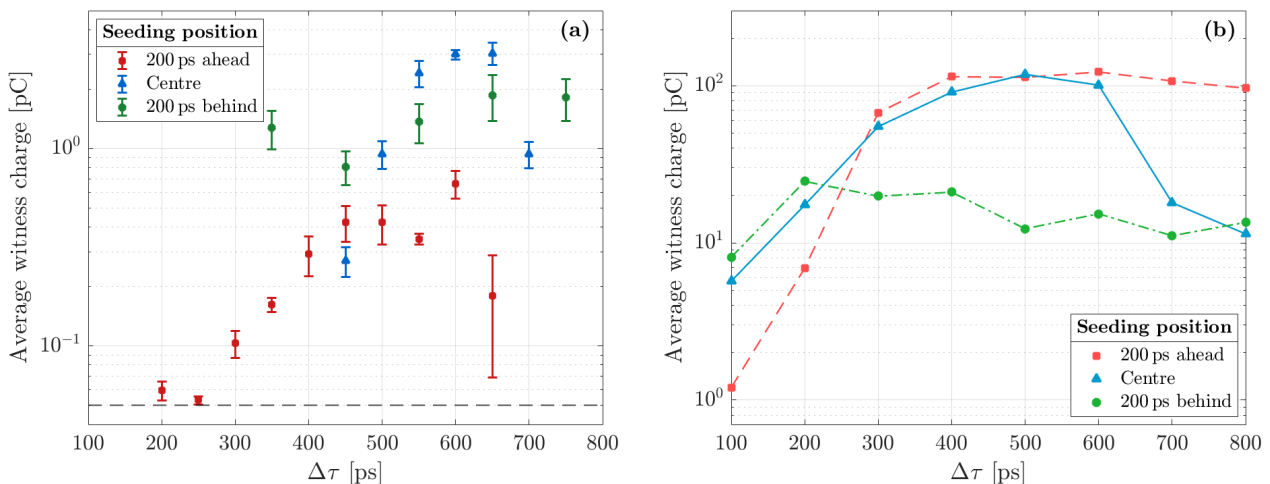 (a)
Seeding position
200 ps ahead
Centre
200 ps behind
Average witness charge [pC]
10^0
10^-1
100 200 300 400 500 600 700 800
Δτ [ps]
(b)
Average witness charge [pC]
10^2
10^1
10^0
Seeding position
200 ps ahead
Centre
200 ps behind
100 200 300 400 500 600 700 800
Δτ [ps]